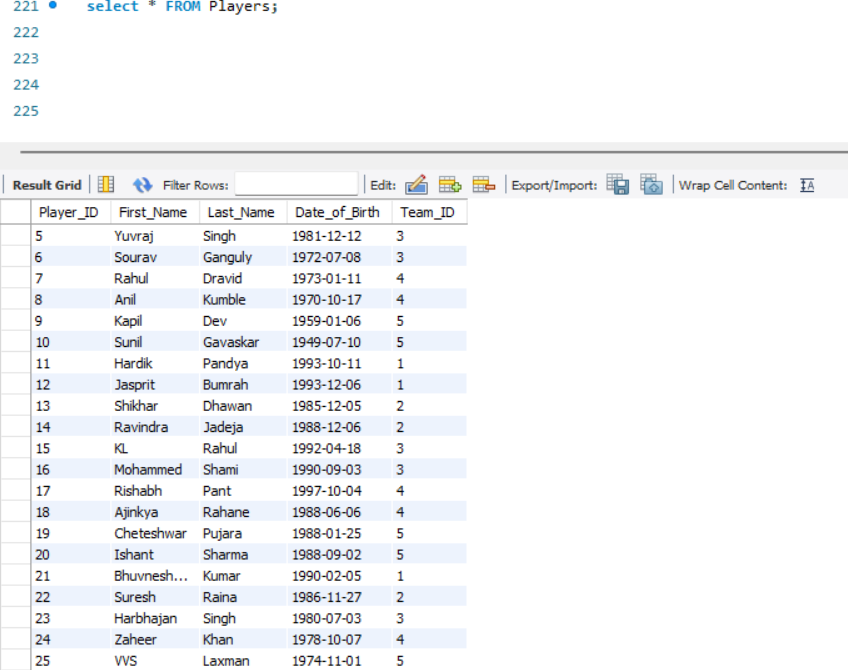 221 select * FROM Players;
222
223
224
225
Result Grid Filter Rows: Edit: Export/Import: Wrap Cell Content: IA
Player_ID First_Name Last_Name Date_of_Birth Team_ID
5 Yuvraj Singh 1981-12-12 3
6 Sourav Ganguly 1972-07-08 3
7 Rahul Dravid 1973-01-11 4
8 Anil Kumble 1970-10-17 4
9 Kapil Dev 1959-01-06 5
10 Sunil Gavaskar 1949-07-10 5
11 Hardik Pandya 1993-10-11 1
12 Jasprit Bumrah 1993-12-06 1
13 Shikhar Dhawan 1985-12-05 2
14 Ravindra Jadeja 1988-12-06 2
15 KL Rahul 1992-04-18 3
16 Mohammed Shami 1990-09-03 3
17 Rishabh Pant 1997-10-04 4
18 Ajinkya Rahane 1988-06-06 4
19 Cheteshwar Pujara 1988-01-25 5
20 Ishant Sharma 1988-09-02 5
21 Bhuvnesh... Kumar 1990-02-05 1
22 Suresh Raina 1986-11-27 2
23 Harbhajan Singh 1980-07-03 3
24 Zaheer Khan 1978-10-07 4
25 VVS Laxman 1974-11-01 5